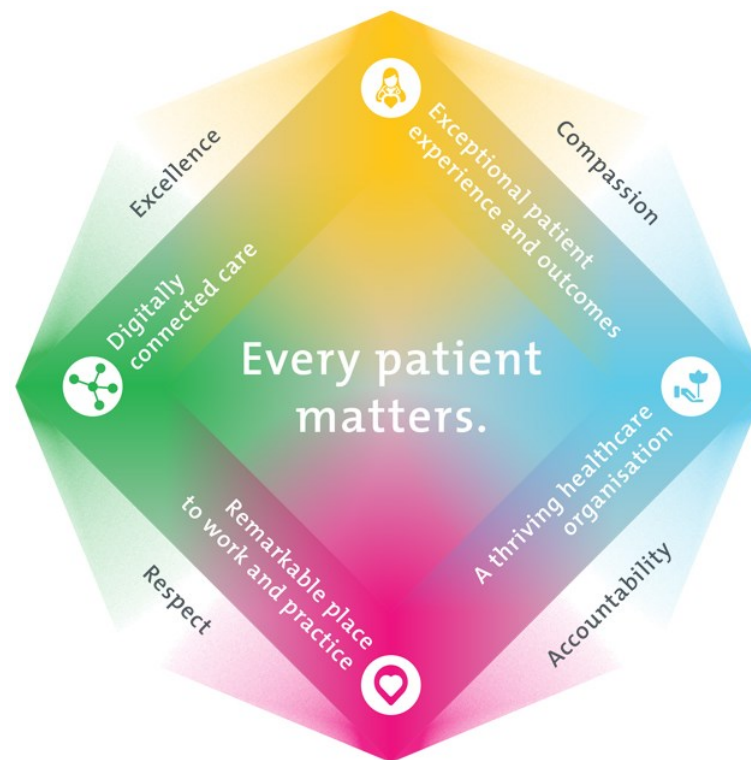 Excellence
Compassion
Exceptional patient
experience and outcomes
Digitally
connected care
Every patient
matters.
A thriving healthcare
organisation
Remarkable place
to work and practice
Respect
Accountability